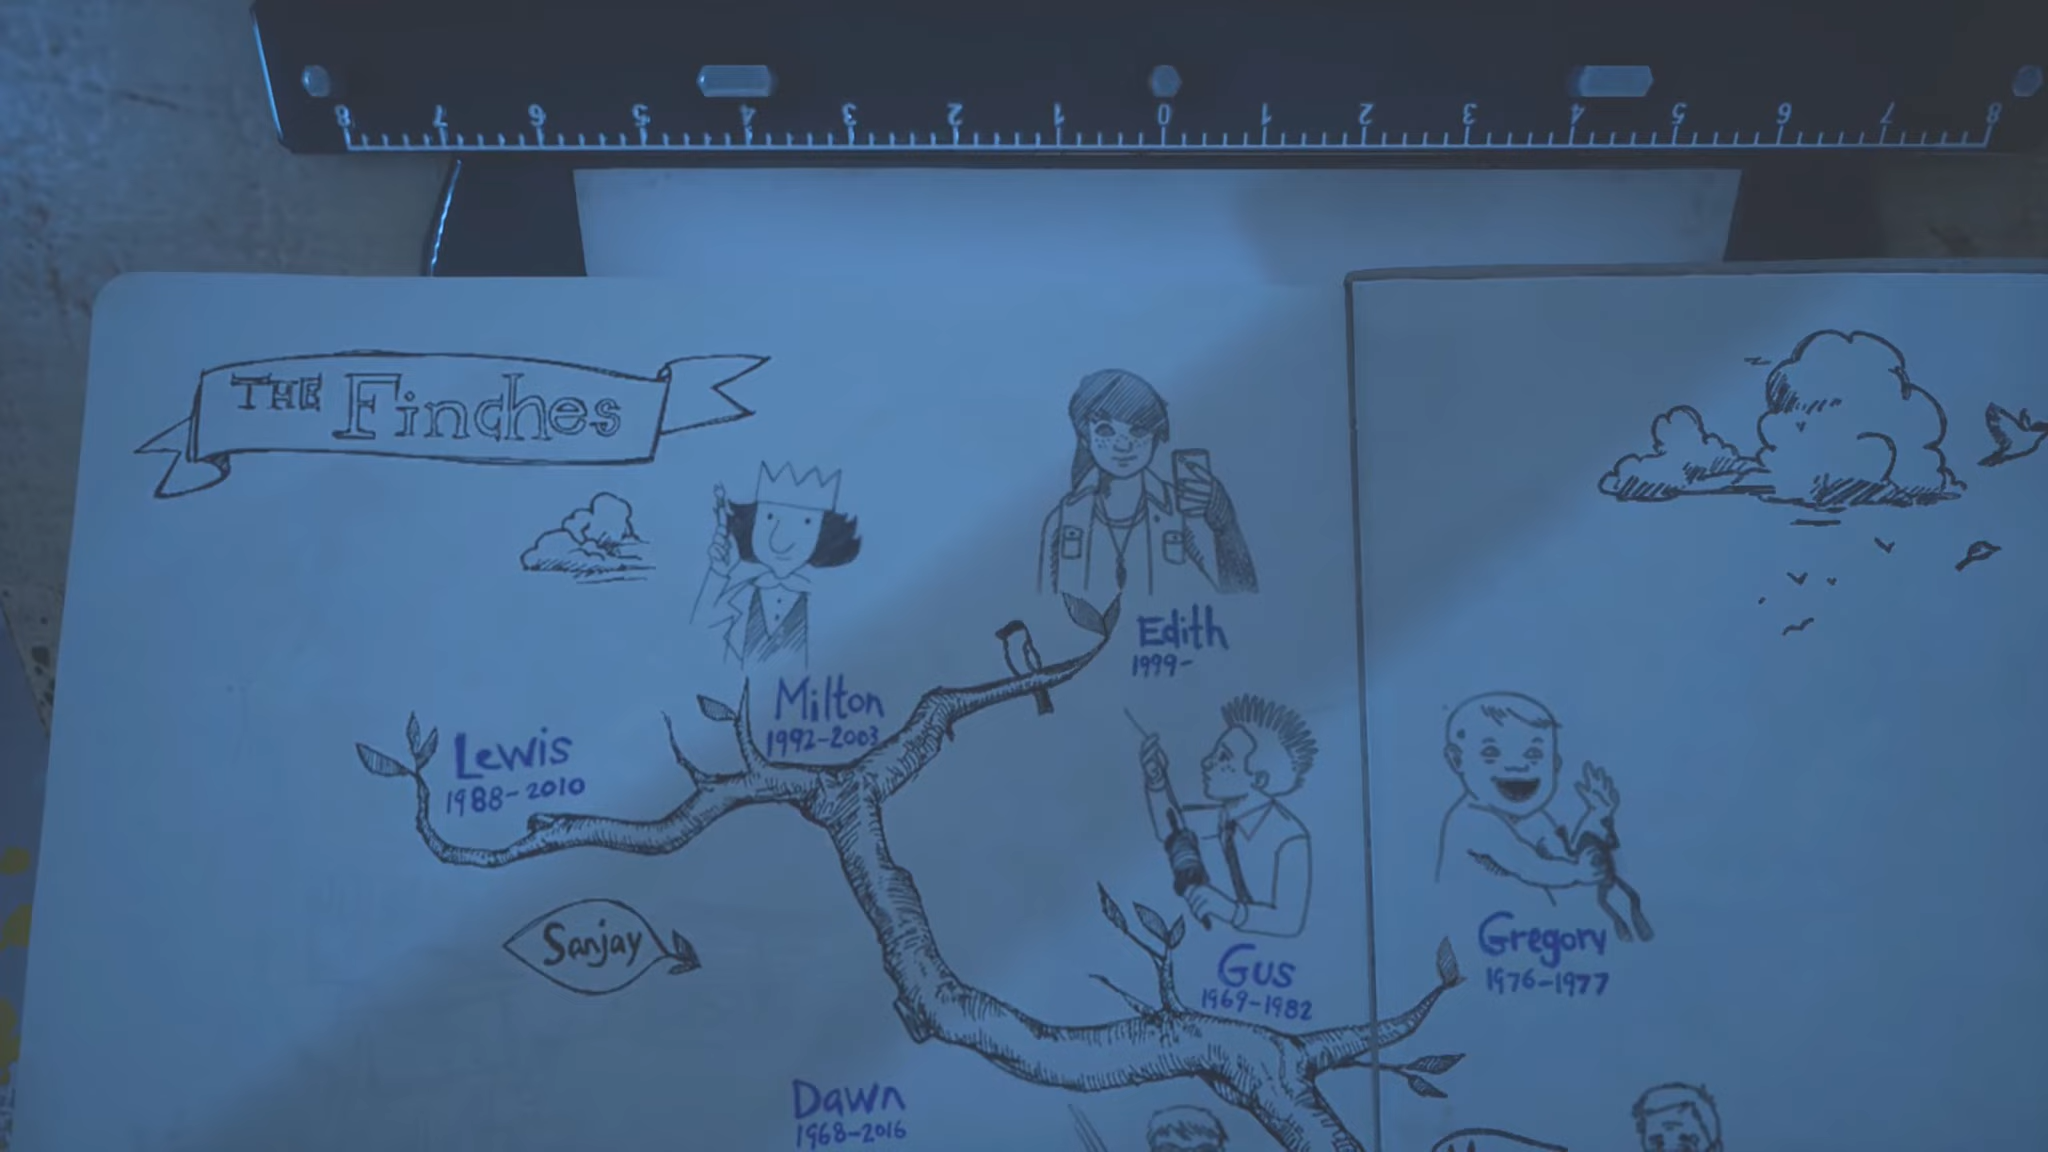 8 7 6 5 4 3 2 1 0 1 2 3 4 5 6 7 8
THE Finches
Edith
1999-
Milton
1992-2003
Lewis
1988-2010
Sanjay
Gus
1969-1982
Gregory
1976-1977
Dawn
1968-2016